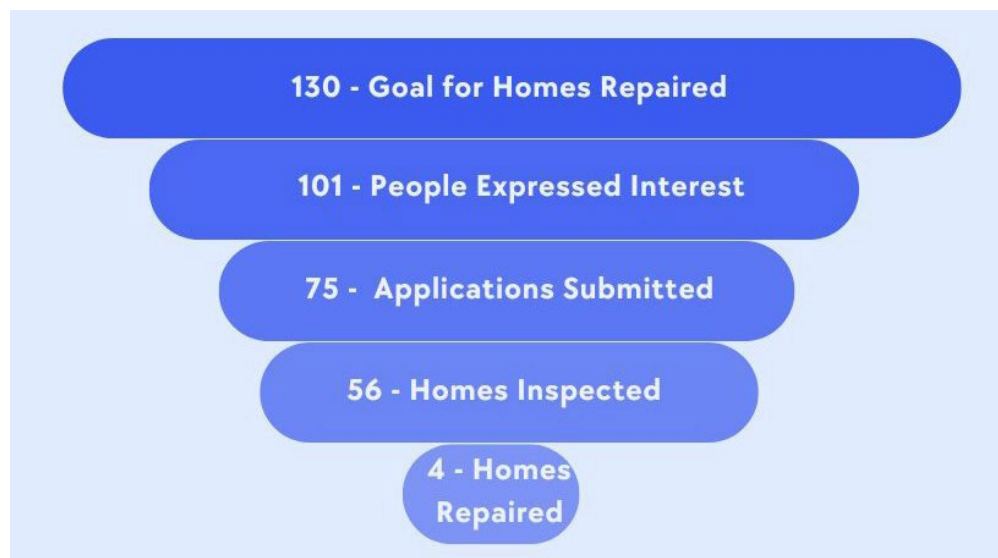 130 - Goal for Homes Repaired
101 - People Expressed Interest
75 - Applications Submitted
56 - Homes Inspected
4 - Homes
Repaired